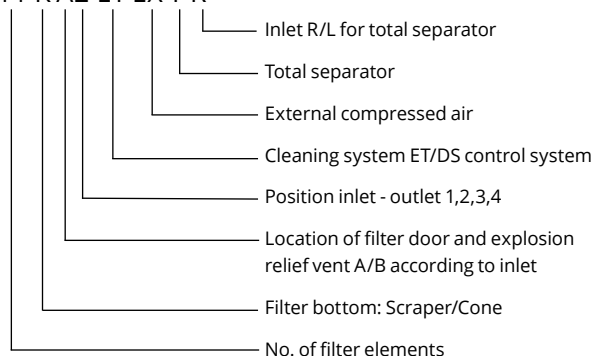 Inlet R/L for total separator
Total separator
External compressed air
Cleaning system ET/DS control system
Position inlet - outlet 1,2,3,4
Location of filter door and explosion
relief vent A/B according to inlet
Filter bottom: Scraper/Cone
No. of filter elements